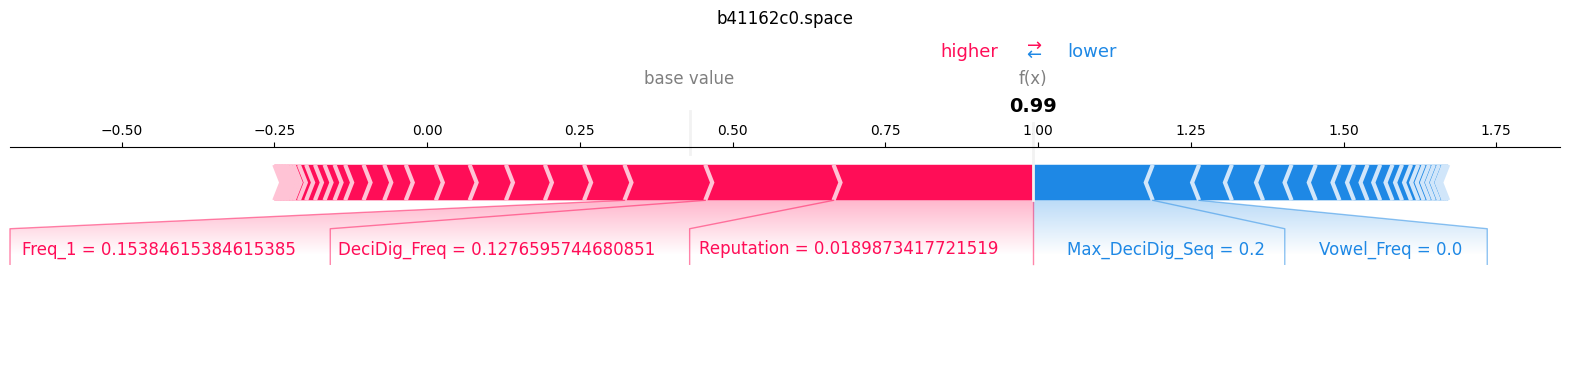 b41162c0.space
higher ⇄ lower
base value f(x)
0.99
−0.50 −0.25 0.00 0.25 0.50 0.75 1.00 1.25 1.50 1.75
Freq_1 = 0.15384615384615385 DeciDig_Freq = 0.1276595744680851 Reputation = 0.0189873417721519 Max_DeciDig_Seq = 0.2 Vowel_Freq = 0.0